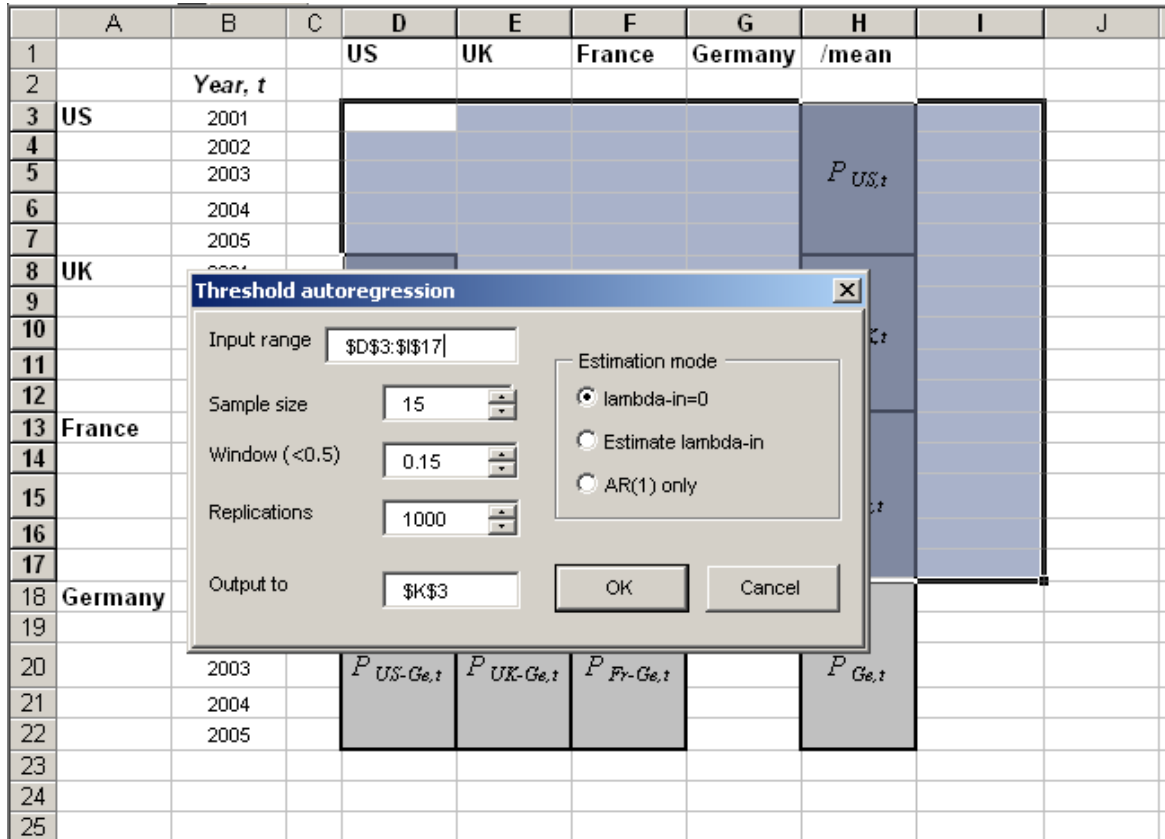 A B C D E F G H I J
1 US UK France Germany /mean
2 Year, t
3 US 2001
4 2002
5 2003 P US,t
6 2004
7 2005
8 UK
9
10
11
12
13 France
14
15
16
17
18 Germany
19
20 2003 P US-Ge,t P UK-Ge,t P Fr-Ge,t P Ge,t
21 2004
22 2005
23
24
25
Threshold autoregression
Input range $D$3:$I$17
Sample size 15
Window (<0.5) 0.15
Replications 1000
Output to $K$3
Estimation mode
lambda-in=0
Estimate lambda-in
AR(1) only
OK Cancel